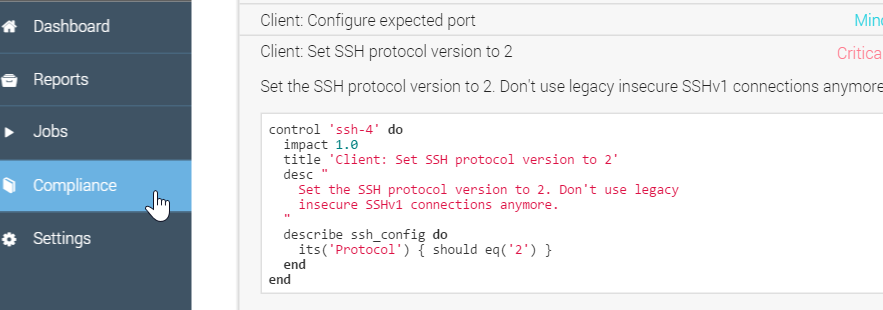 Dashboard
Reports
Jobs
Compliance
Settings
Client: Configure expected port
Client: Set SSH protocol version to 2
Set the SSH protocol version to 2. Don't use legacy insecure SSHv1 connections anymore
control 'ssh-4' do
impact 1.0
title 'Client: Set SSH protocol version to 2'
desc "
Set the SSH protocol version to 2. Don't use legacy
insecure SSHv1 connections anymore.
"
describe ssh_config do
its('Protocol') { should eq('2') }
end
end